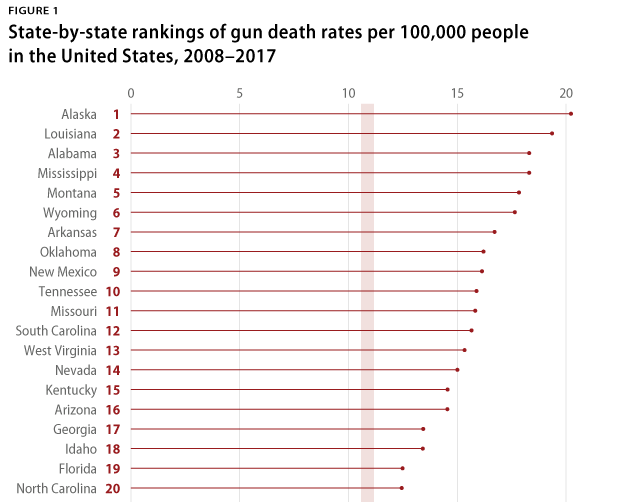 FIGURE 1
State-by-state rankings of gun death rates per 100,000 people
in the United States, 2008–2017
0 5 10 15 20
Alaska 1
Louisiana 2
Alabama 3
Mississippi 4
Montana 5
Wyoming 6
Arkansas 7
Oklahoma 8
New Mexico 9
Tennessee 10
Missouri 11
South Carolina 12
West Virginia 13
Nevada 14
Kentucky 15
Arizona 16
Georgia 17
Idaho 18
Florida 19
North Carolina 20